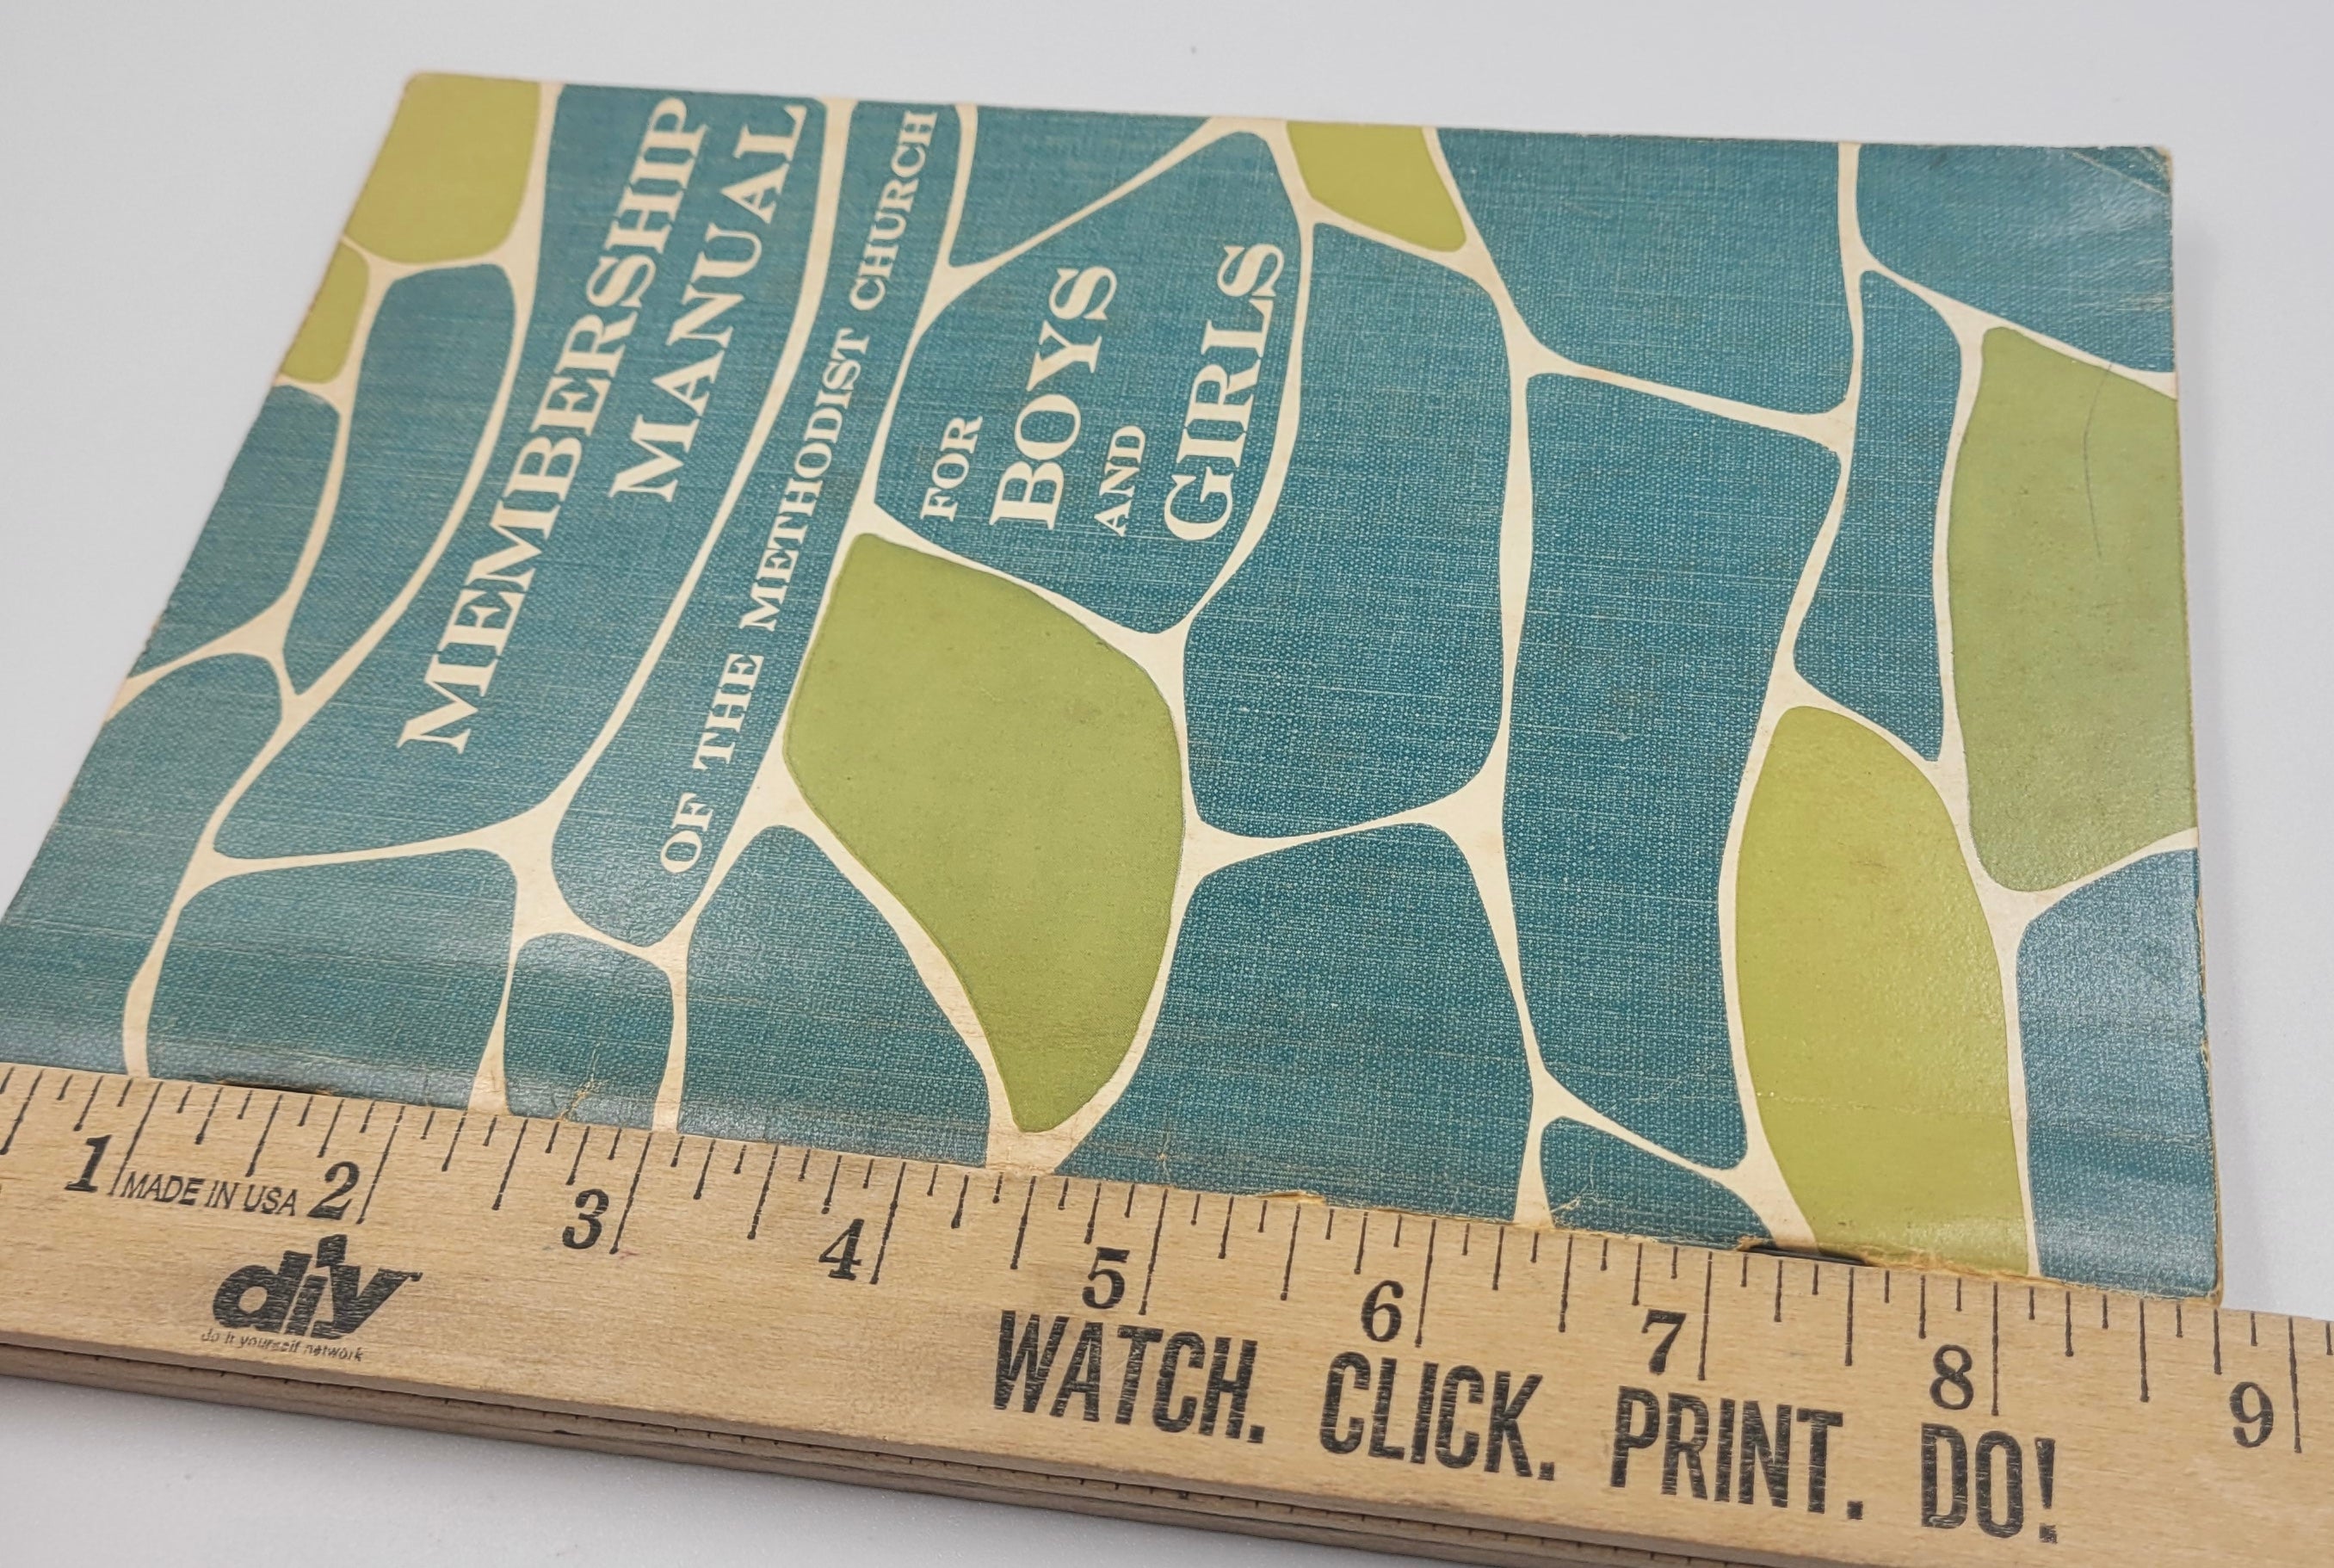 MEMBERSHIP
MANUAL
OF THE METHODIST CHURCH
FOR
BOYS
AND
GIRLS
1 2 3 4 5 6 7 8 9
MADE IN USA
diy
do it yourself network
WATCH. CLICK. PRINT. DO!